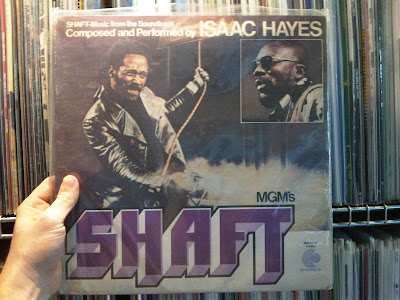 SHAFT-Music from the Soundtrack
Composed and Performed by ISAAC HAYES
MGM's
SHAFT